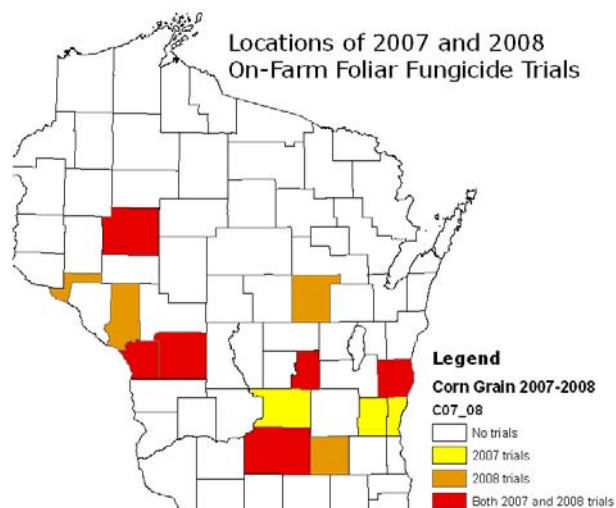 Locations of 2007 and 2008
On-Farm Foliar Fungicide Trials
Legend
Corn Grain 2007-2008
C07_08
No trials
2007 trials
2008 trials
Both 2007 and 2008 trials